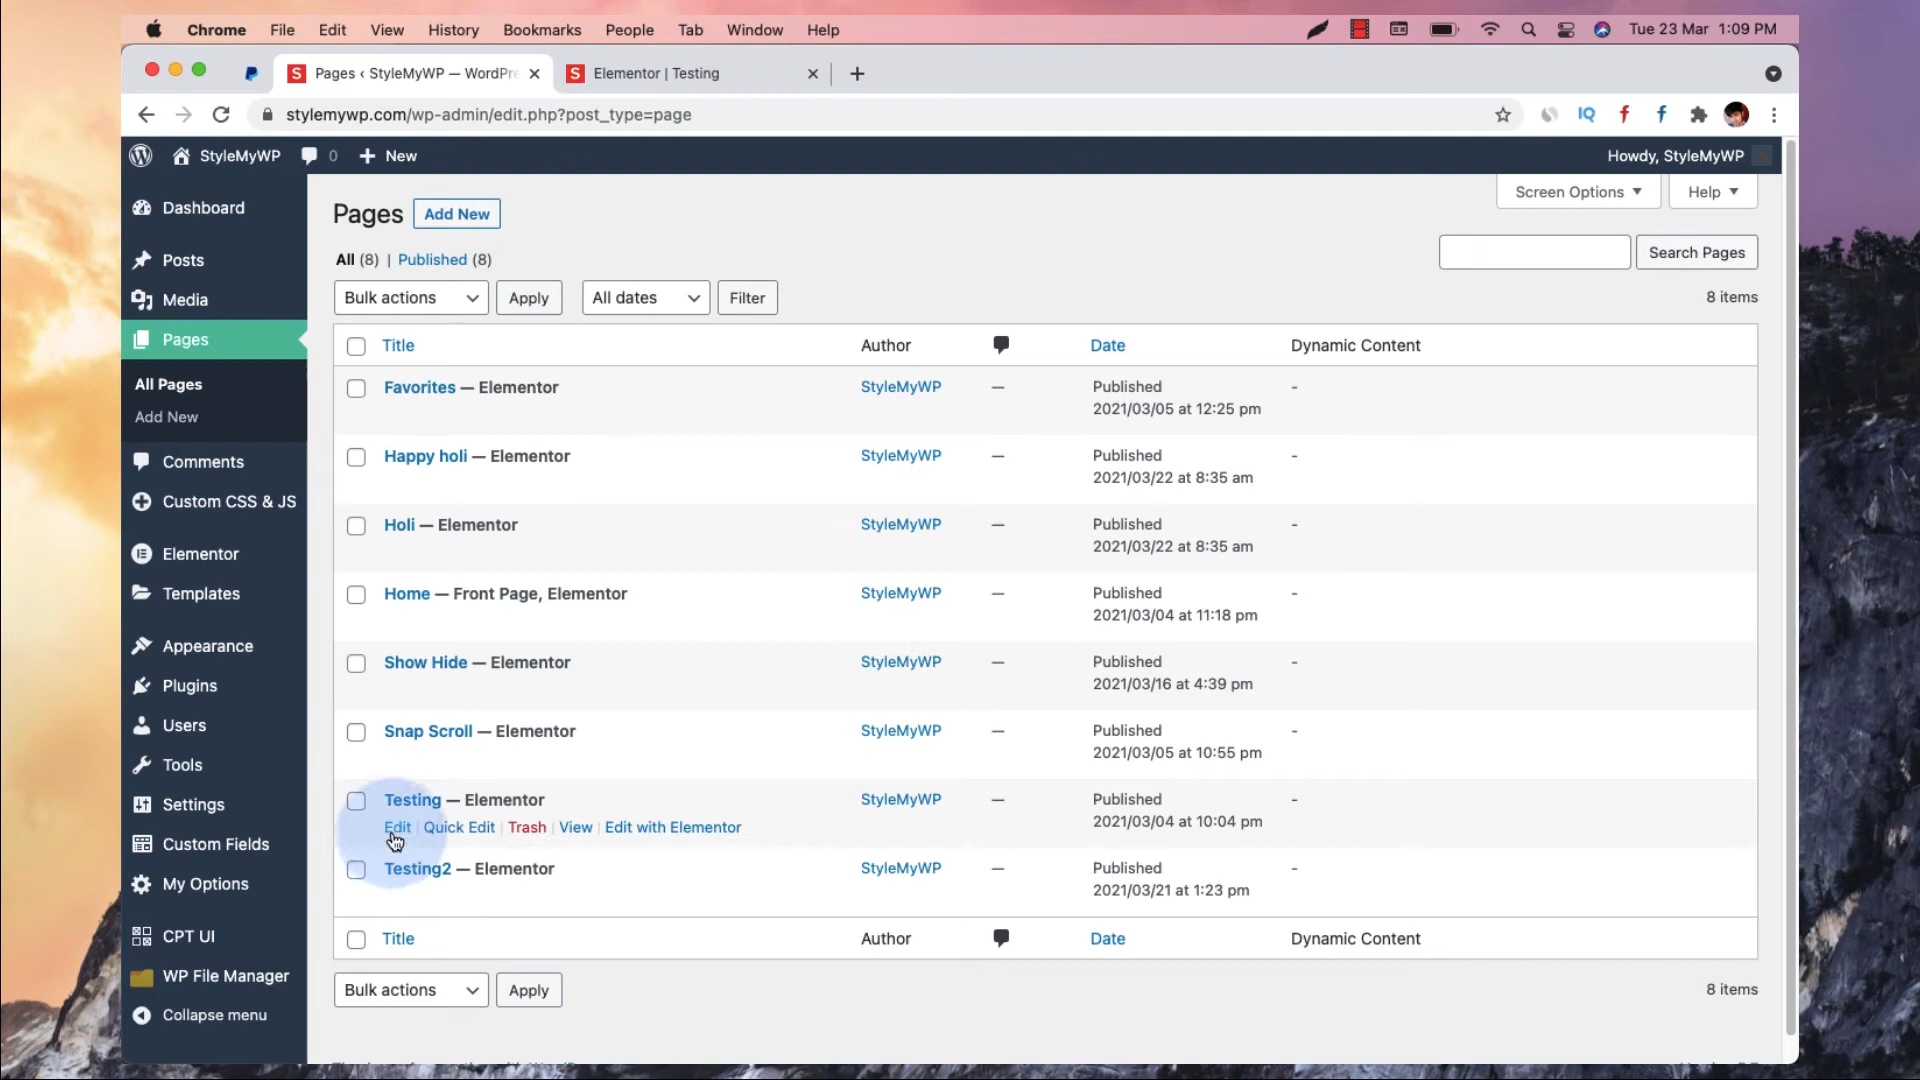 Chrome File Edit View History Bookmarks People Tab Window Help Tue 23 Mar 1:09 PM
Pages ‹ StyleMyWP — WordPr
Elementor | Testing
stylemywp.com/wp-admin/edit.php?post_type=page
IQ
StyleMyWP 0 New Howdy, StyleMyWP
Dashboard
Posts
Media
Pages
All Pages
Add New
Comments
Custom CSS & JS
Elementor
Templates
Appearance
Plugins
Users
Tools
Settings
Custom Fields
My Options
CPT UI
WP File Manager
Collapse menu
Screen Options Help
Pages Add New
All (8) | Published (8)
Search Pages
Bulk actions Apply All dates Filter 8 items
Title Author Date Dynamic Content
Favorites — Elementor StyleMyWP — Published -
2021/03/05 at 12:25 pm
Happy holi — Elementor StyleMyWP — Published -
2021/03/22 at 8:35 am
Holi — Elementor StyleMyWP — Published -
2021/03/22 at 8:35 am
Home — Front Page, Elementor StyleMyWP — Published -
2021/03/04 at 11:18 pm
Show Hide — Elementor StyleMyWP — Published -
2021/03/16 at 4:39 pm
Snap Scroll — Elementor StyleMyWP — Published -
2021/03/05 at 10:55 pm
Testing — Elementor StyleMyWP — Published -
2021/03/04 at 10:04 pm
Edit | Quick Edit | Trash | View | Edit with Elementor
Testing2 — Elementor StyleMyWP — Published -
2021/03/21 at 1:23 pm
Title Author Date Dynamic Content
Bulk actions Apply 8 items